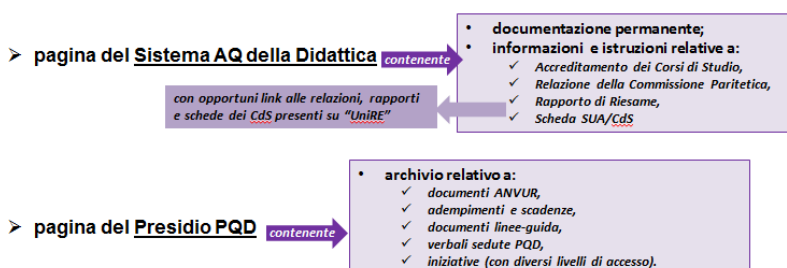 pagina del Sistema AQ della Didattica
contenente
• documentazione permanente;
• informazioni e istruzioni relative a:
✓ Accreditamento dei Corsi di Studio,
✓ Relazione della Commissione Paritetica,
✓ Rapporto di Riesame,
✓ Scheda SUA/CdS
con opportuni link alle relazioni, rapporti
e schede dei CdS presenti su “UniRE”
pagina del Presidio PQD
contenente
• archivio relativo a:
✓ documenti ANVUR,
✓ adempimenti e scadenze,
✓ documenti linee-guida,
✓ verbali sedute PQD,
✓ iniziative (con diversi livelli di accesso).